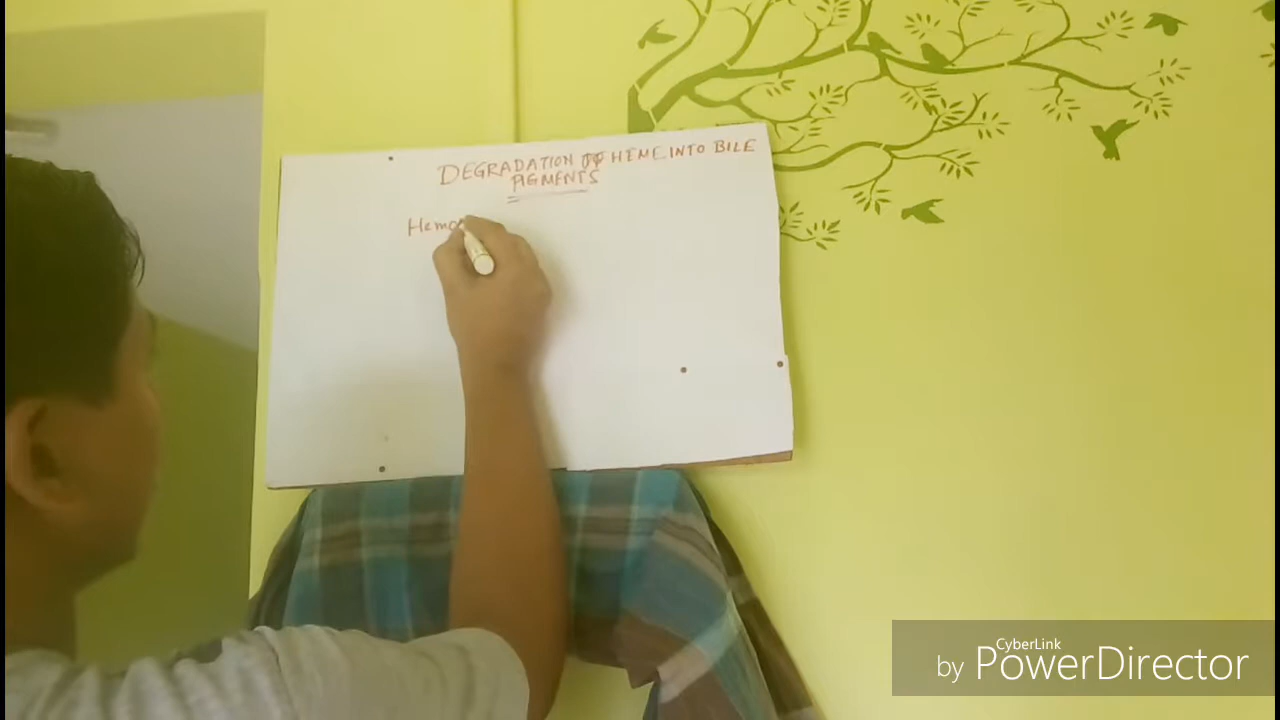 DEGRADATION OF HEME INTO BILE
PIGMENTS
Hemo
CyberLink
by PowerDirector